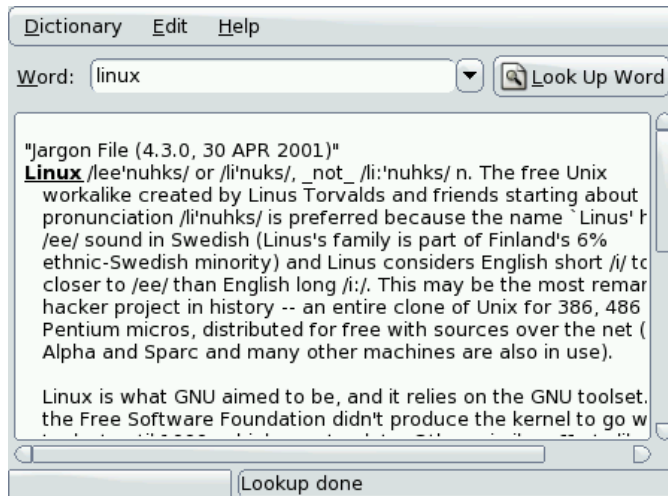 Dictionary Edit Help
Word: linux Look Up Word
"Jargon File (4.3.0, 30 APR 2001)"
Linux /lee'nuhks/ or /li'nuks/, _not_ /li:'nuhks/ n. The free Unix
workalike created by Linus Torvalds and friends starting about
pronunciation /li'nuhks/ is preferred because the name `Linus'
/ee/ sound in Swedish (Linus's family is part of Finland's 6%
ethnic-Swedish minority) and Linus considers English short /i/ to
closer to /ee/ than English long /i:/. This may be the most
hacker project in history -- an entire clone of Unix for 386, 486
Pentium micros, distributed for free with sources over the net (
Alpha and Sparc and many other machines are also in use).
Linux is what GNU aimed to be, and it relies on the GNU toolset.
the Free Software Foundation didn't produce the kernel to go
Lookup done